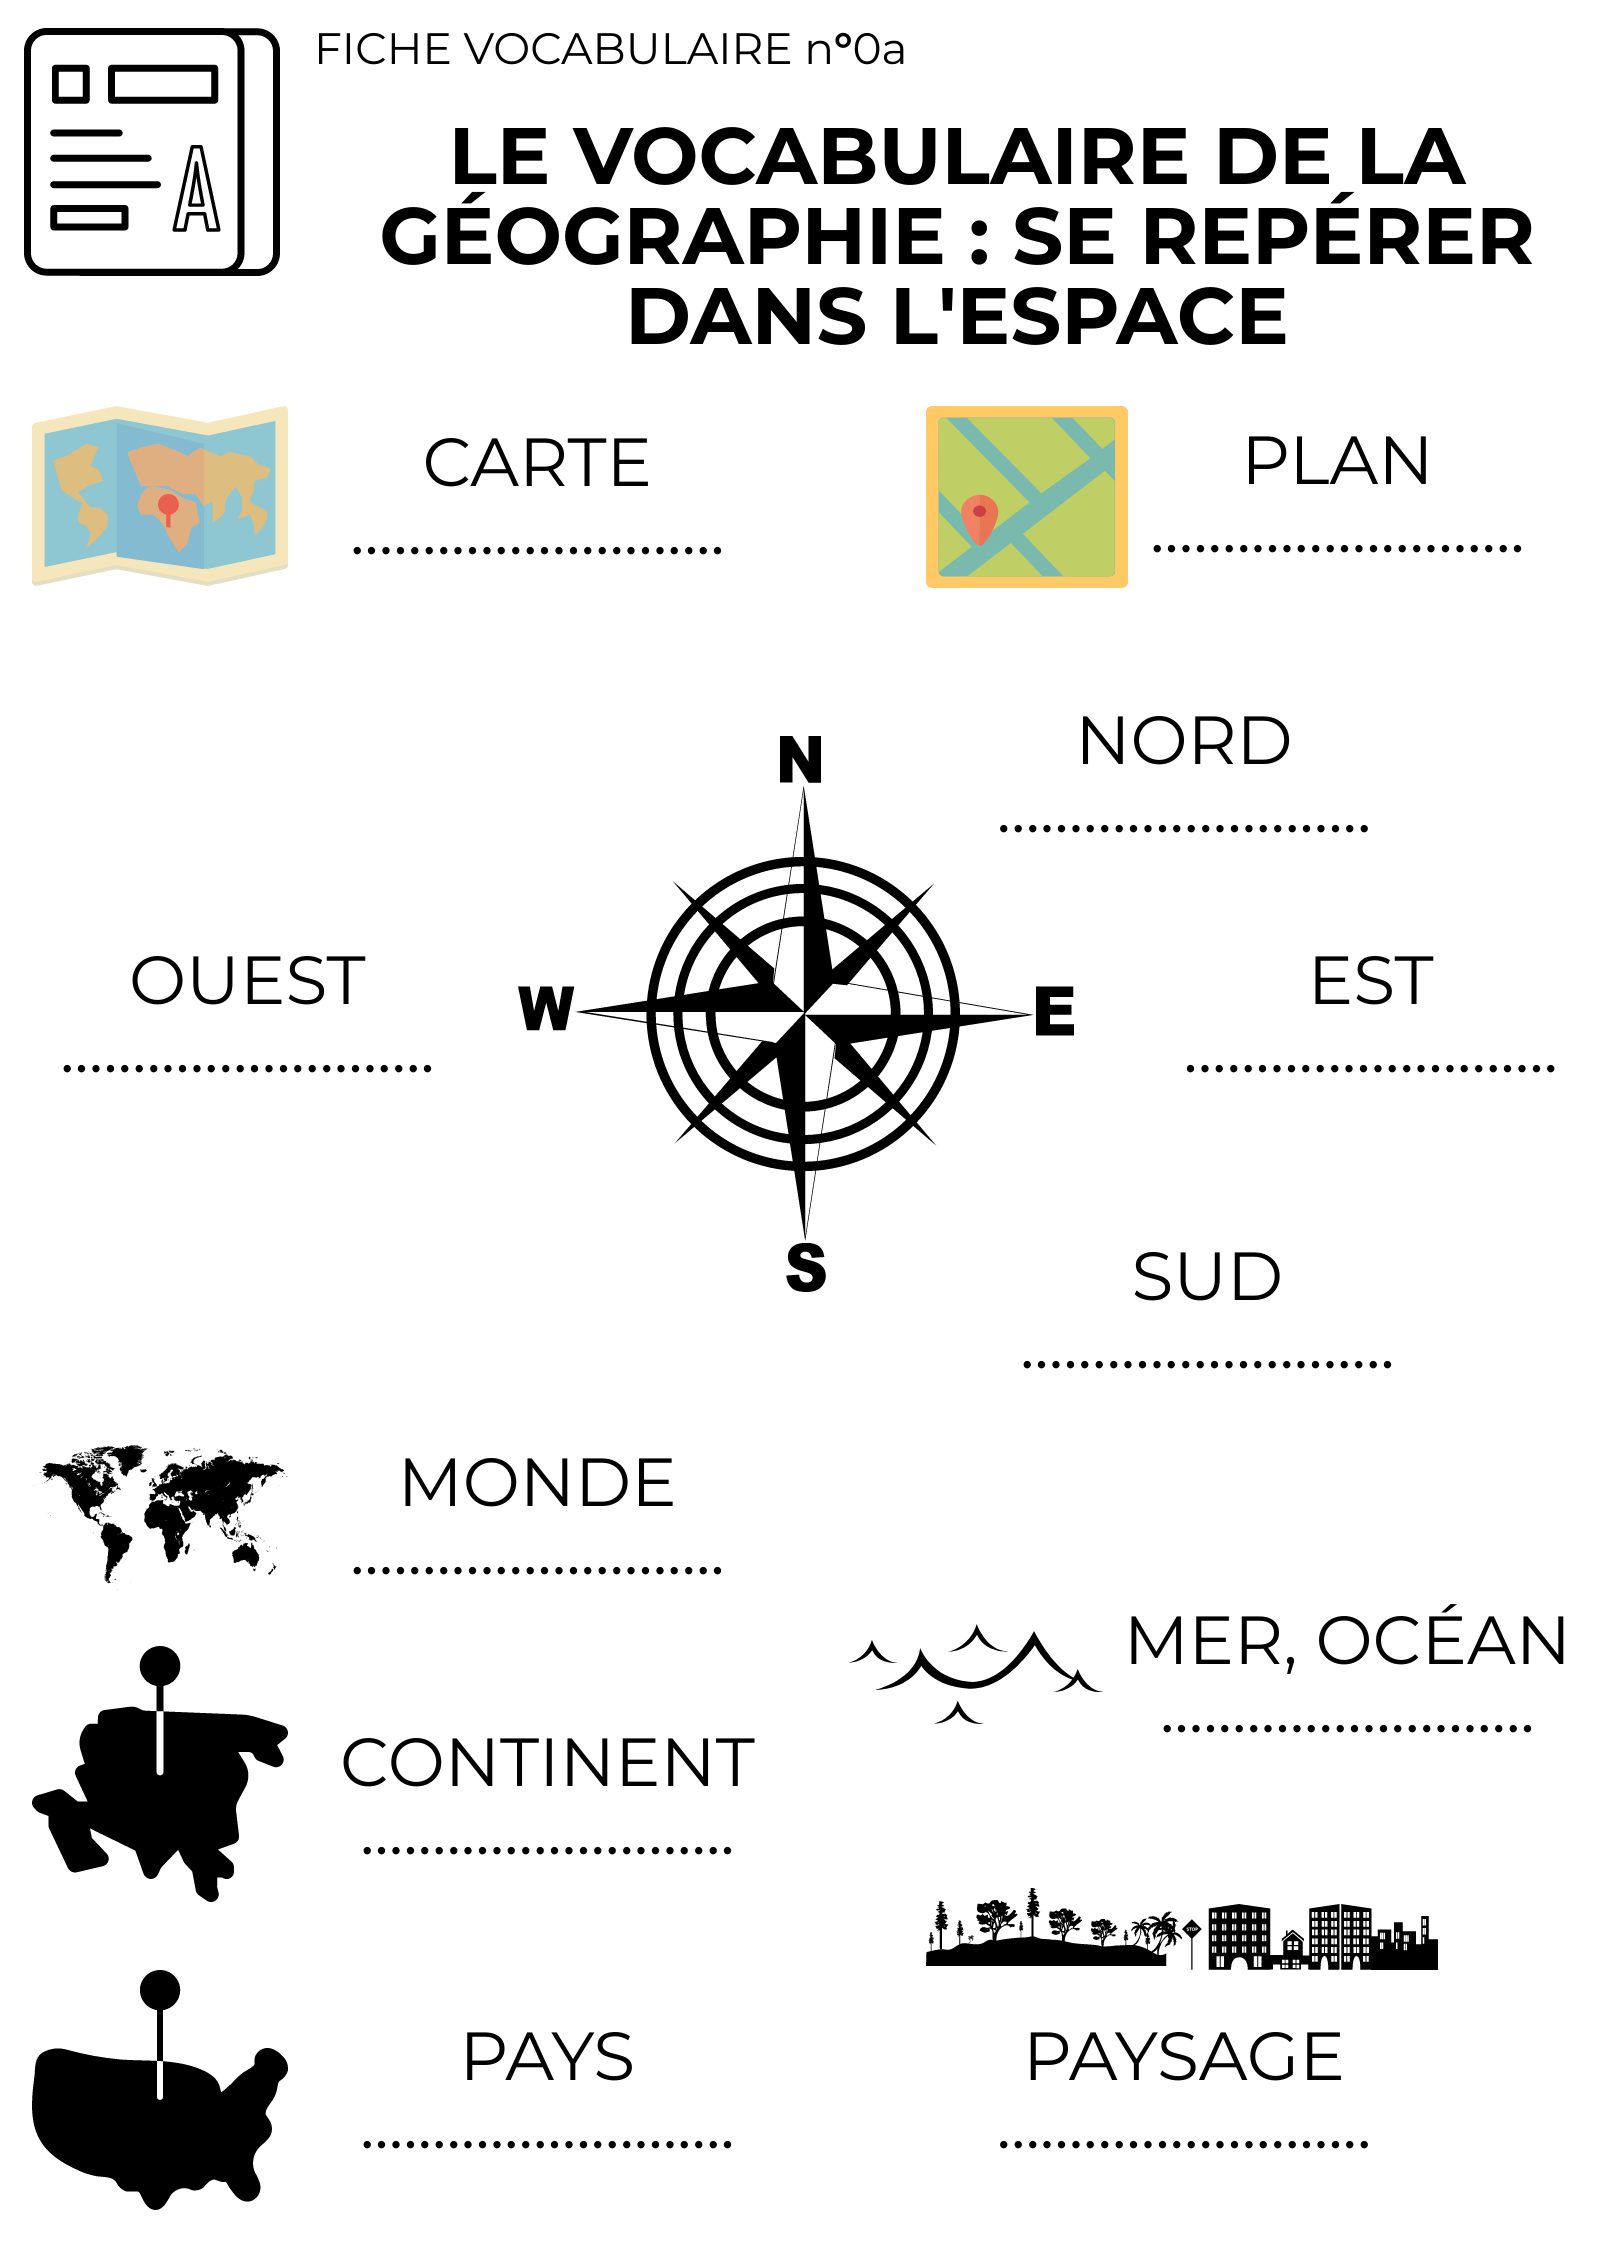 FICHE VOCABULAIRE n°0a
LE VOCABULAIRE DE LA
GÉOGRAPHIE : SE REPÉRER
DANS L'ESPACE
A
CARTE
..........................
PLAN
..........................
N
NORD
..........................
OUEST
..........................
W
E
EST
..........................
S
SUD
..........................
MONDE
..........................
MER, OCÉAN
..........................
CONTINENT
..........................
STOP
PAYS
..........................
PAYSAGE
..........................